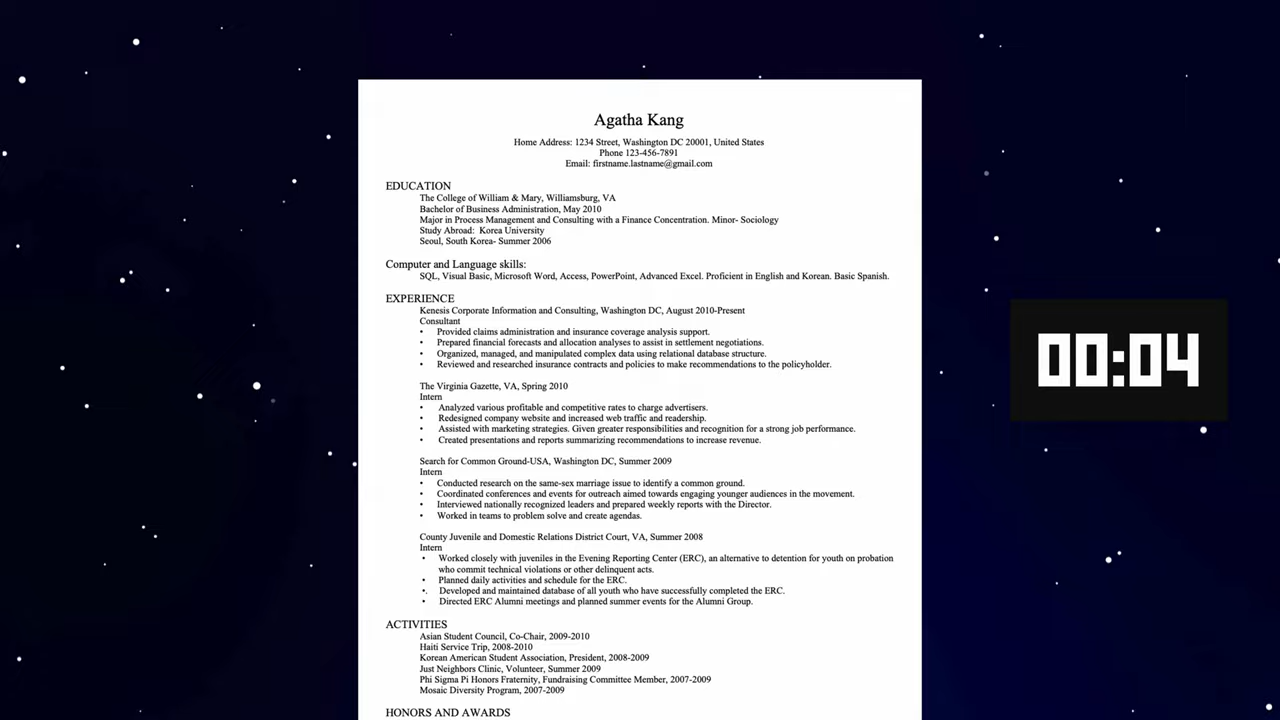 Agatha Kang
Home Address: 1234 Street, Washington DC 20001, United States
Phone 123-456-7891
Email: firstname.lastname@gmail.com
EDUCATION
The College of William & Mary, Williamsburg, VA
Bachelor of Business Administration, May 2010
Major in Process Management and Consulting with a Finance Concentration. Minor- Sociology
Study Abroad: Korea University
Seoul, South Korea- Summer 2006
Computer and Language skills:
SQL, Visual Basic, Microsoft Word, Access, PowerPoint, Advanced Excel. Proficient in English and Korean. Basic Spanish.
EXPERIENCE
Kenesis Corporate Information and Consulting, Washington DC, August 2010-Present
Consultant
• Provided claims administration and insurance coverage analysis support.
• Prepared financial forecasts and allocation analyses to assist in settlement negotiations.
• Organized, managed, and manipulated complex data using relational database structure.
• Reviewed and researched insurance contracts and policies to make recommendations to the policyholder.
The Virginia Gazette, VA, Spring 2010
Intern
• Analyzed various profitable and competitive rates to charge advertisers.
• Redesigned company website and increased web traffic and readership.
• Assisted with marketing strategies. Given greater responsibilities and recognition for a strong job performance.
• Created presentations and reports summarizing recommendations to increase revenue.
Search for Common Ground-USA, Washington DC, Summer 2009
Intern
• Conducted research on the same-sex marriage issue to identify a common ground.
• Coordinated conferences and events for outreach aimed towards engaging younger audiences in the movement.
• Interviewed nationally recognized leaders and prepared weekly reports with the Director.
• Worked in teams to problem solve and create agendas.
County Juvenile and Domestic Relations District Court, VA, Summer 2008
Intern
• Worked closely with juveniles in the Evening Reporting Center (ERC), an alternative to detention for youth on probation
who commit technical violations or other delinquent acts.
• Planned daily activities and schedule for the ERC.
•. Developed and maintained database of all youth who have successfully completed the ERC.
• Directed ERC Alumni meetings and planned summer events for the Alumni Group.
ACTIVITIES
Asian Student Council, Co-Chair, 2009-2010
Haiti Service Trip, 2008-2010
Korean American Student Association, President, 2008-2009
Just Neighbors Clinic, Volunteer, Summer 2009
Phi Sigma Pi Honors Fraternity, Fundraising Committee Member, 2007-2009
Mosaic Diversity Program, 2007-2009
HONORS AND AWARDS
00:04